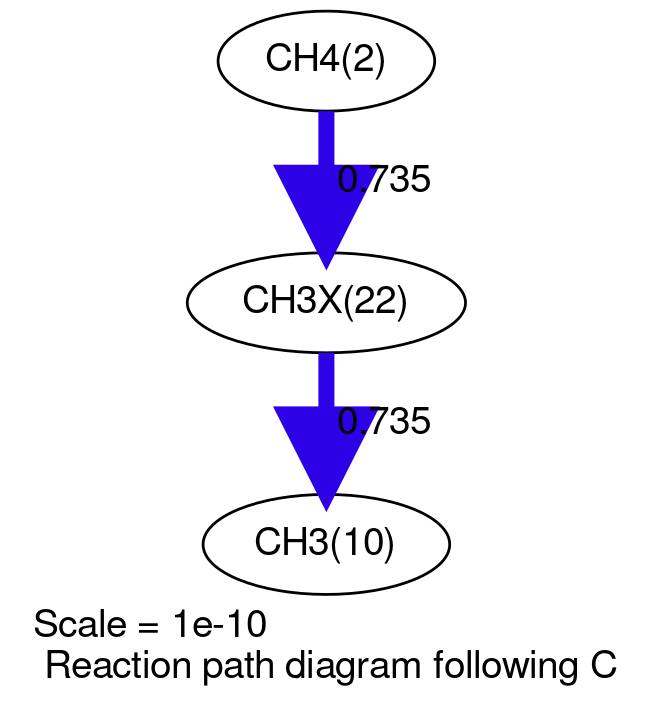 CH4(2)
0.735
CH3X(22)
0.735
CH3(10)
Scale = 1e-10
Reaction path diagram following C